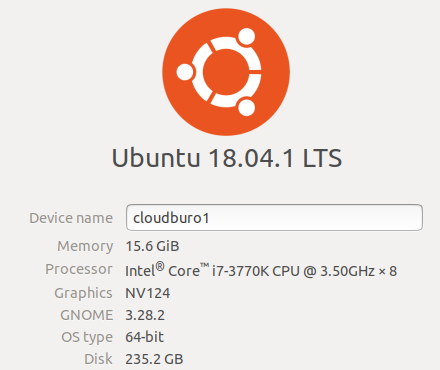 Ubuntu 18.04.1 LTS
Device name cloudburo1
Memory 15.6 GiB
Processor Intel® Core™ i7-3770K CPU @ 3.50GHz × 8
Graphics NV124
GNOME 3.28.2
OS type 64-bit
Disk 235.2 GB